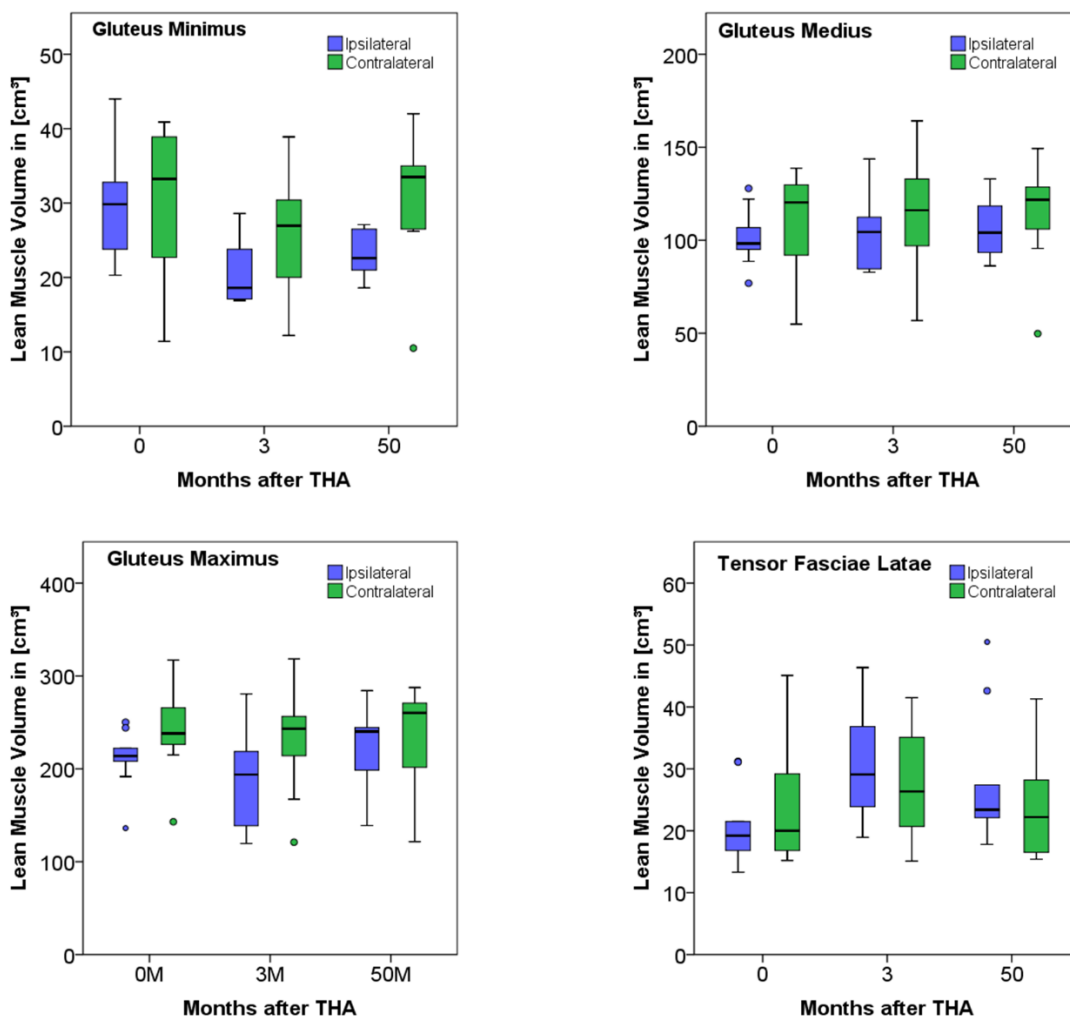 Gluteus Minimus
Ipsilateral
Contralateral
Lean Muscle Volume in [cm³]
50
40
30
20
10
0
0 3 50
Months after THA
Gluteus Medius
Ipsilateral
Contralateral
Lean Muscle Volume in [cm³]
200
150
100
50
0
0 3 50
Months after THA
Gluteus Maximus
Ipsilateral
Contralateral
Lean Muscle Volume in [cm³]
400
300
200
100
0
0M 3M 50M
Months after THA
Tensor Fasciae Latae
Ipsilateral
Contralateral
Lean Muscle Volume in [cm³]
60
50
40
30
20
10
0
0 3 50
Months after THA